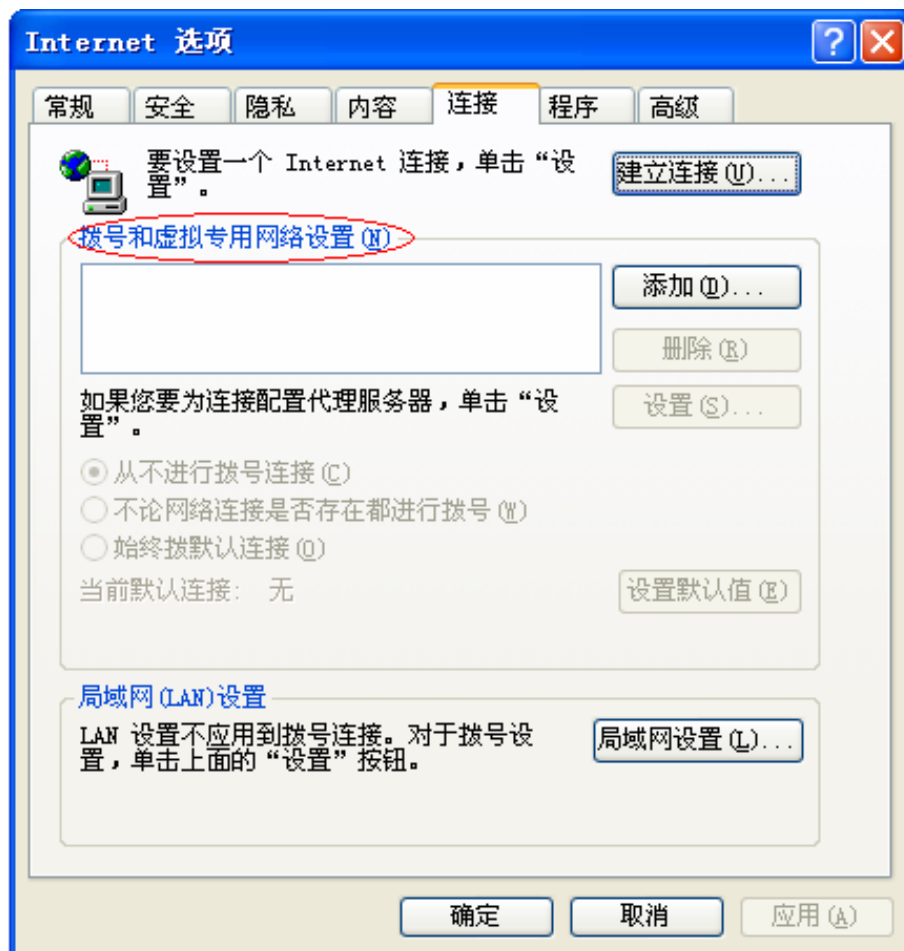 Internet 选项
常规 安全 隐私 内容 连接 程序 高级
要设置一个 Internet 连接，单击“设
置”。
建立连接(U)...
拨号和虚拟专用网络设置(N)
添加(D)...
删除(R)
如果您要为连接配置代理服务器，单击“设
置”。
设置(S)...
从不进行拨号连接(C)
不论网络连接是否存在都进行拨号(W)
始终拨默认连接(O)
当前默认连接: 无
设置默认值(E)
局域网(LAN)设置
LAN 设置不应用到拨号连接。对于拨号设
置，单击上面的“设置”按钮。
局域网设置(L)...
确定 取消 应用(A)